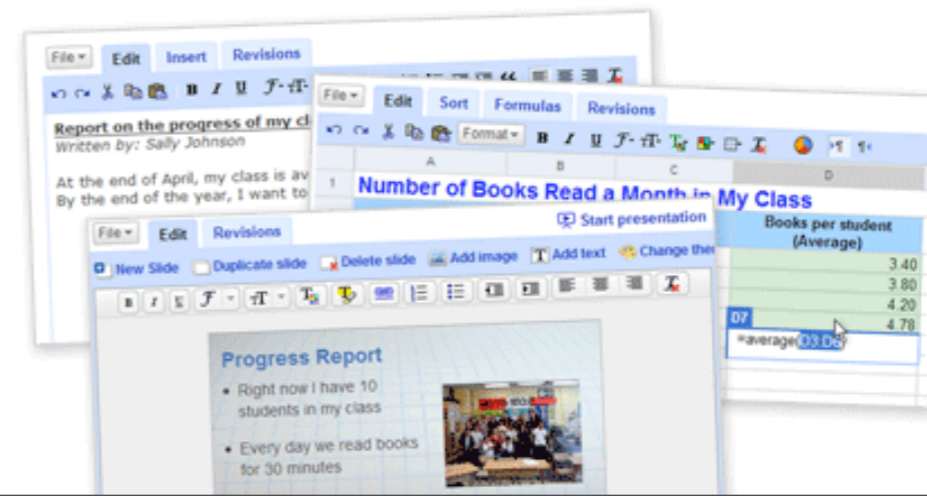 File
Edit
Insert
Revisions
B I U
Report on the progress of my
Written by: Sally Johnson
At the end of April, my class is
By the end of the year, I want to
File
Edit
Sort
Formulas
Revisions
Format
B I U
A B C D
1
Number of Books Read a Month in My Class
Books per student
(Average)
3.40
3.80
4.20
4.78
D7
=average(D3:D6)
File
Edit
Revisions
Start presentation
New Slide
Duplicate slide
Delete slide
Add image
Add text
Change
B I U
Progress Report
• Right now I have 10
students in my class
• Every day we read books
for 30 minutes